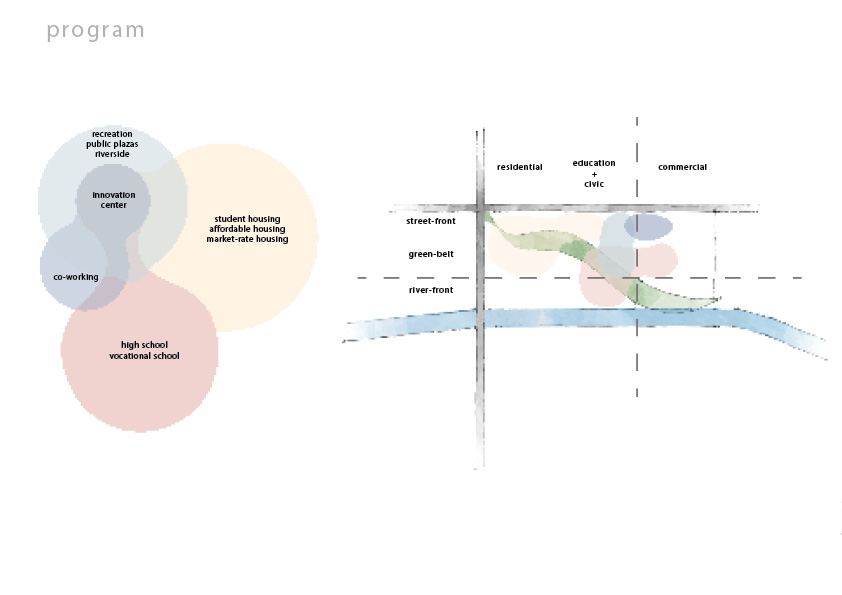 program
recreation
public plazas
riverside
innovation
center
student housing
affordable housing
market-rate housing
co-working
high school
vocational school
residential
education
+
civic
commercial
street-front
green-belt
river-front